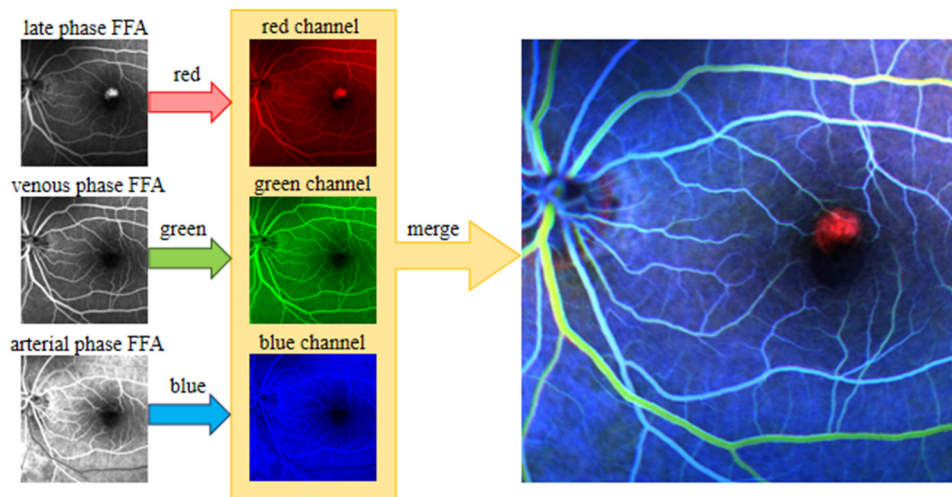 late phase FFA
red channel
red
venous phase FFA
green channel
green
merge
arterial phase FFA
blue channel
blue